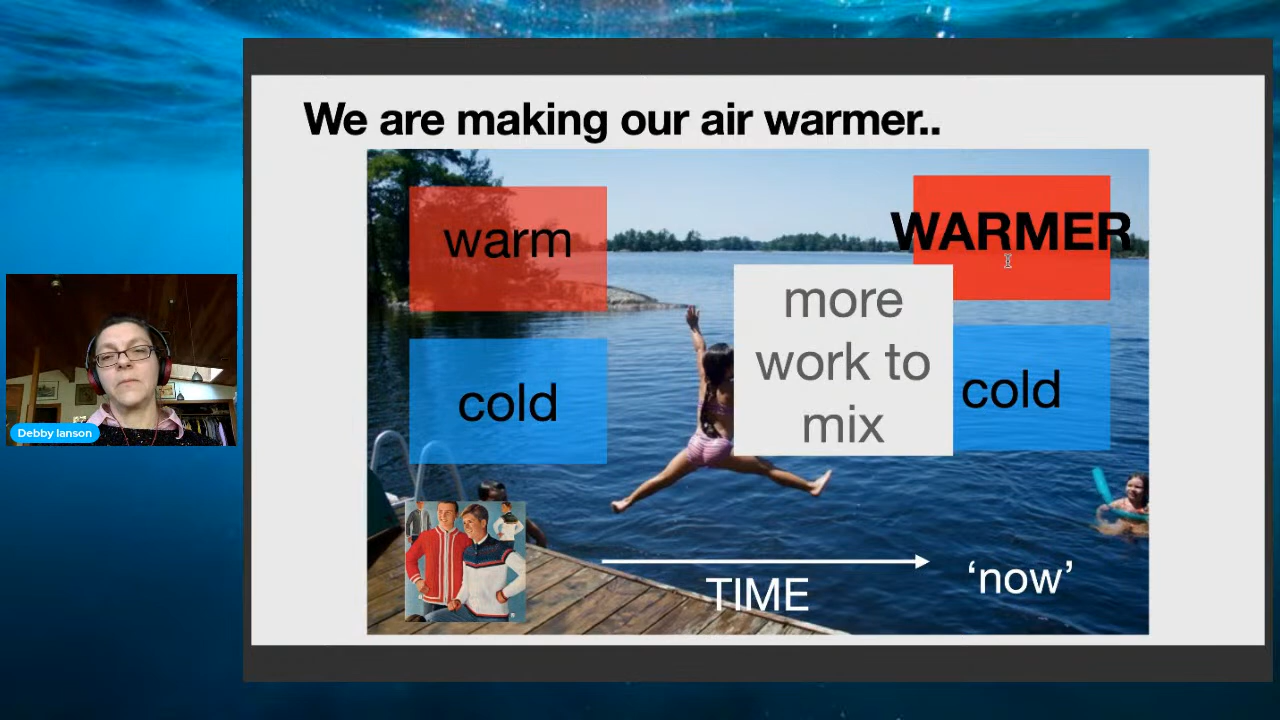 We are making our air warmer..
warm
WARMER
more
work to
mix
cold
cold
TIME
‘now’
Debby Ianson